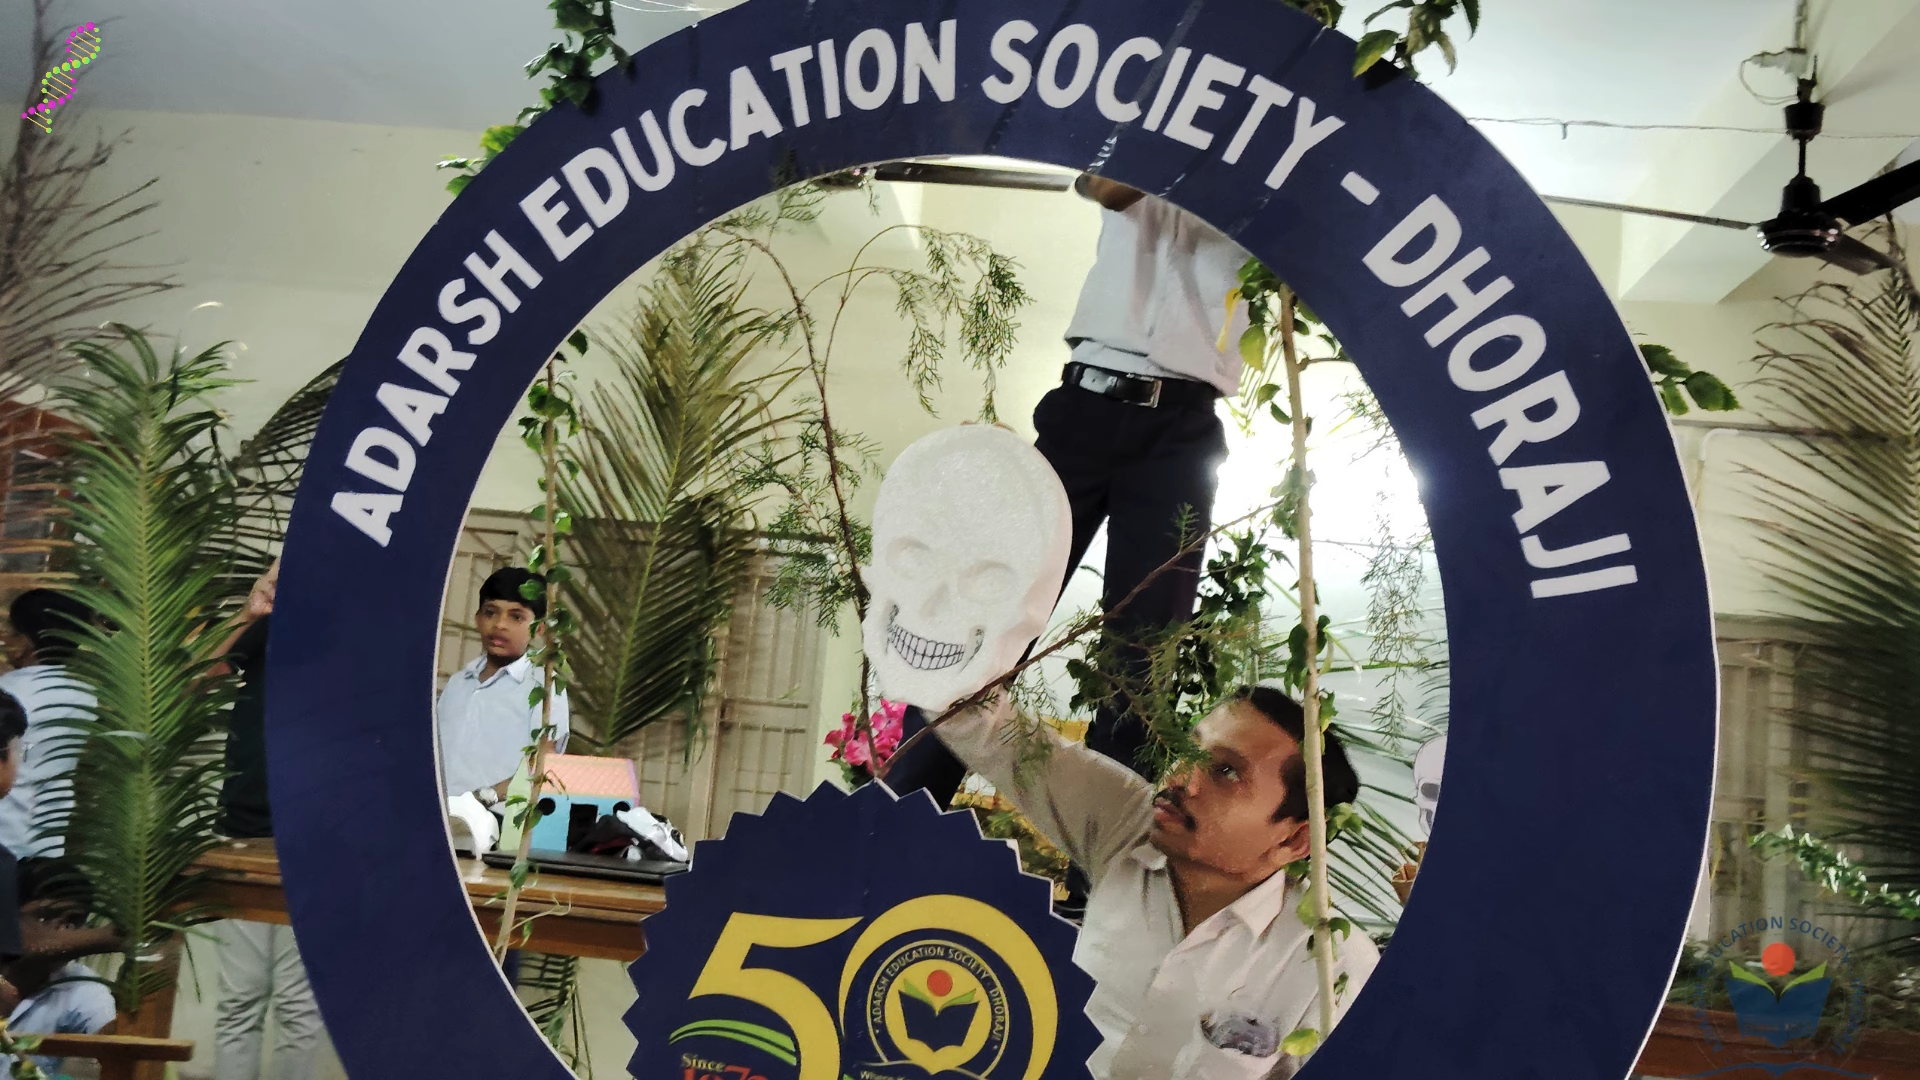 ADARSH EDUCATION SOCIETY - DHORAJI
50
• ADARSH EDUCATION SOCIETY - DHORAJI •
Since
EDUCATION SOCIETY